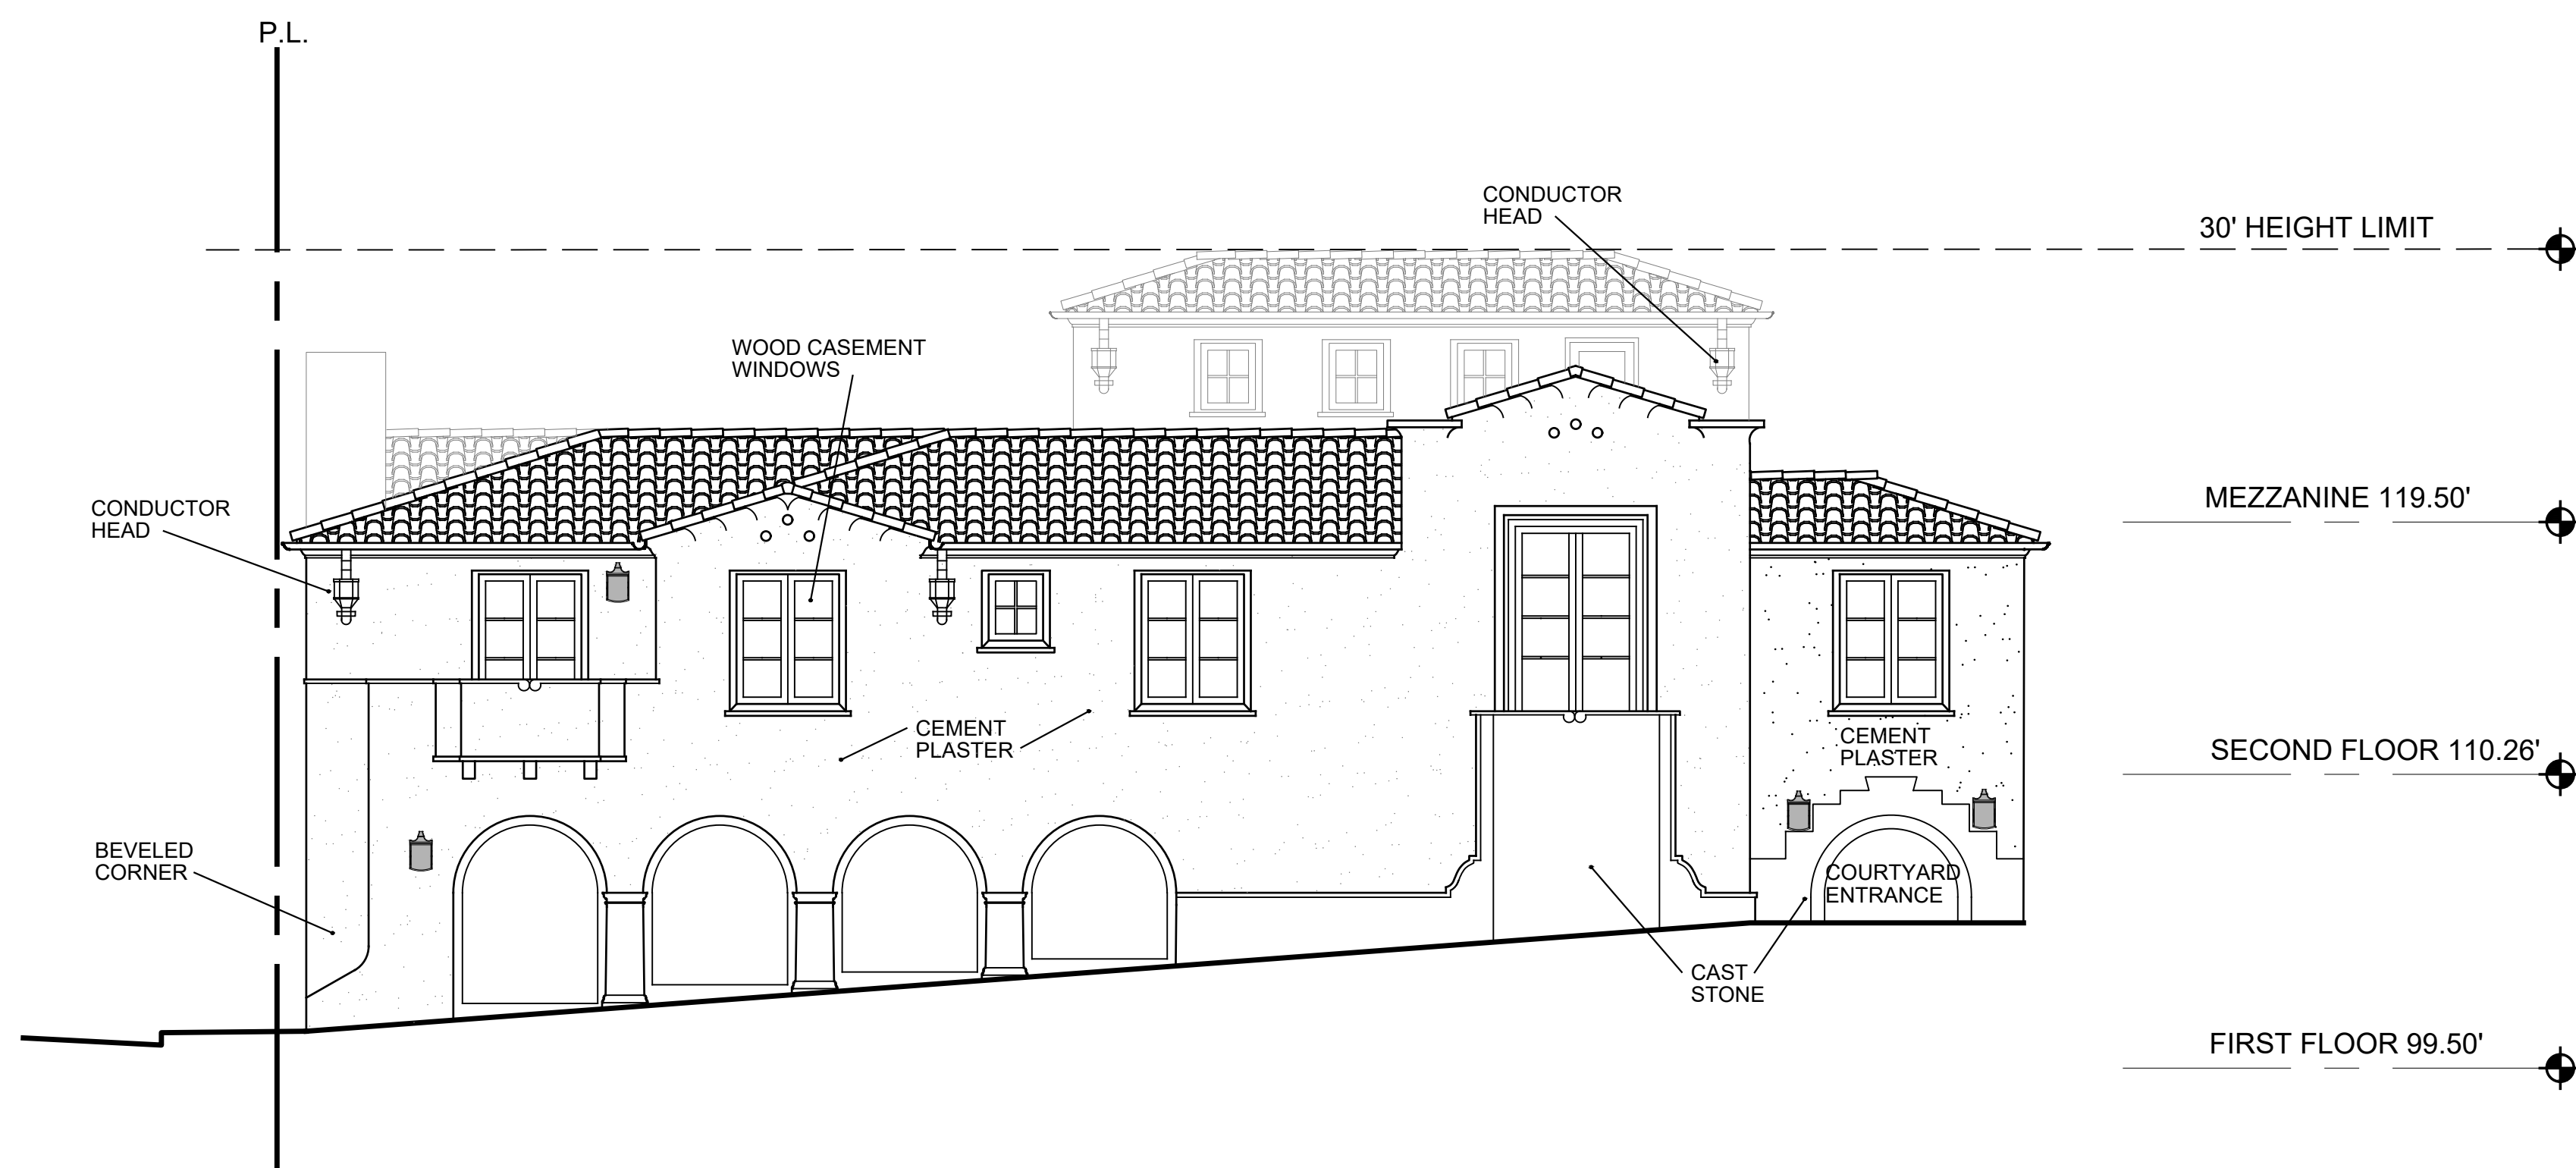 P.L.
CONDUCTOR
HEAD
30' HEIGHT LIMIT
WOOD CASEMENT
WINDOWS
CONDUCTOR
HEAD
MEZZANINE 119.50'
CEMENT
PLASTER
CEMENT
PLASTER
SECOND FLOOR 110.26'
BEVELED
CORNER
COURTYARD
ENTRANCE
CAST
STONE
FIRST FLOOR 99.50'